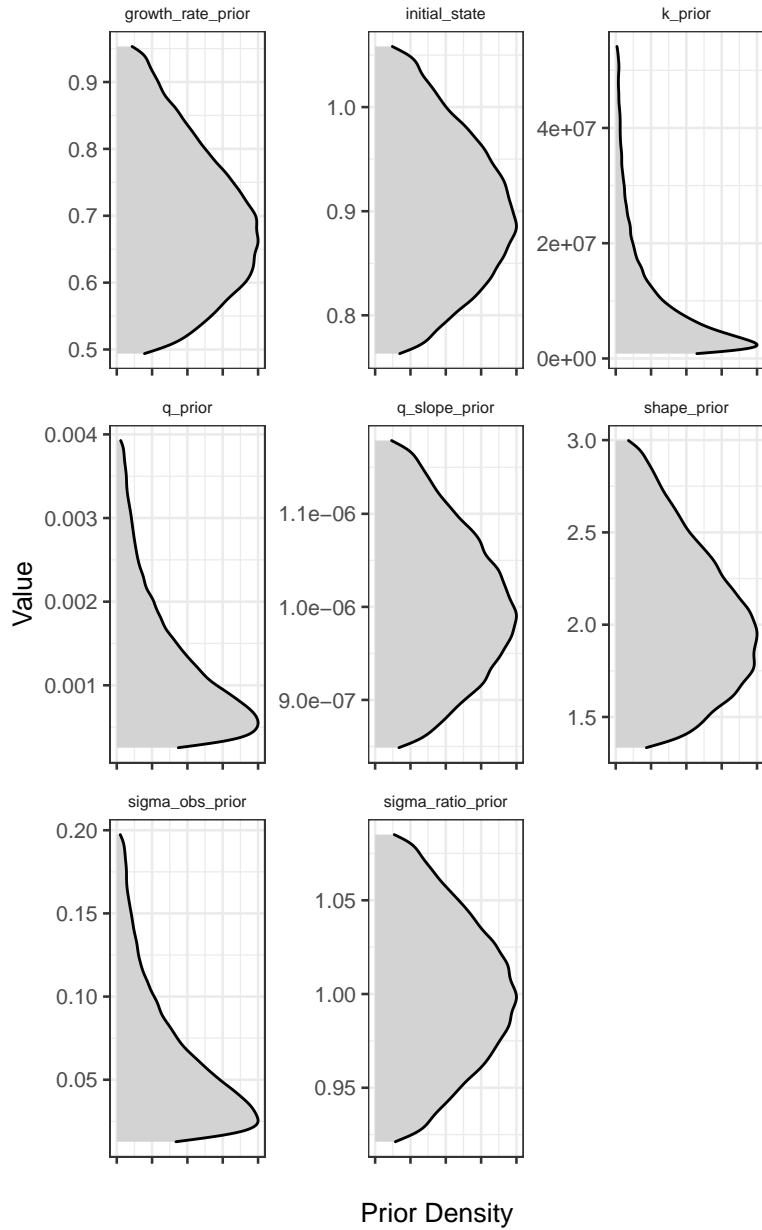 growth_rate_prior initial_state k_prior
0.9
0.8
0.7
0.6
0.5
1.0
0.9
0.8
4e+07
2e+07
0e+00
q_prior q_slope_prior shape_prior
0.004
0.003
0.002
0.001
1.1e−06
1.0e−06
9.0e−07
3.0
2.5
2.0
1.5
Value
sigma_obs_prior sigma_ratio_prior
0.20
0.15
0.10
0.05
1.05
1.00
0.95
Prior Density